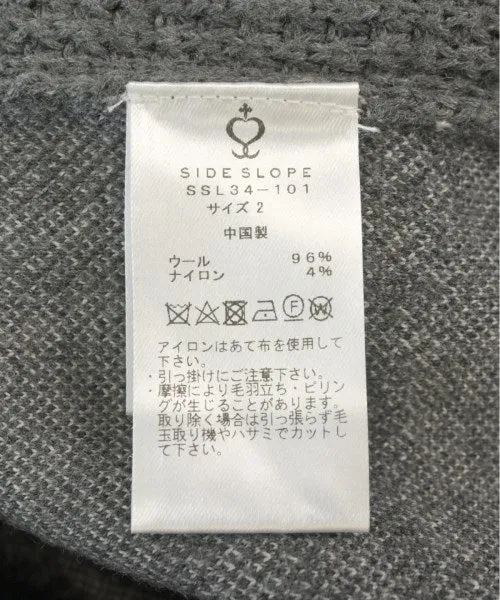 SIDE SLOPE
SSL34-101
サイズ 2
中国製
ウール 96%
ナイロン 4%
F W
アイロンはあて布を使用して
下さい。
・引っ掛けにご注意下さい。
・摩擦により毛羽立ち・ピリン
グが生じることがあります。
取り除く場合は引っ張らず毛
玉取り機やハサミでカットし
て下さい。